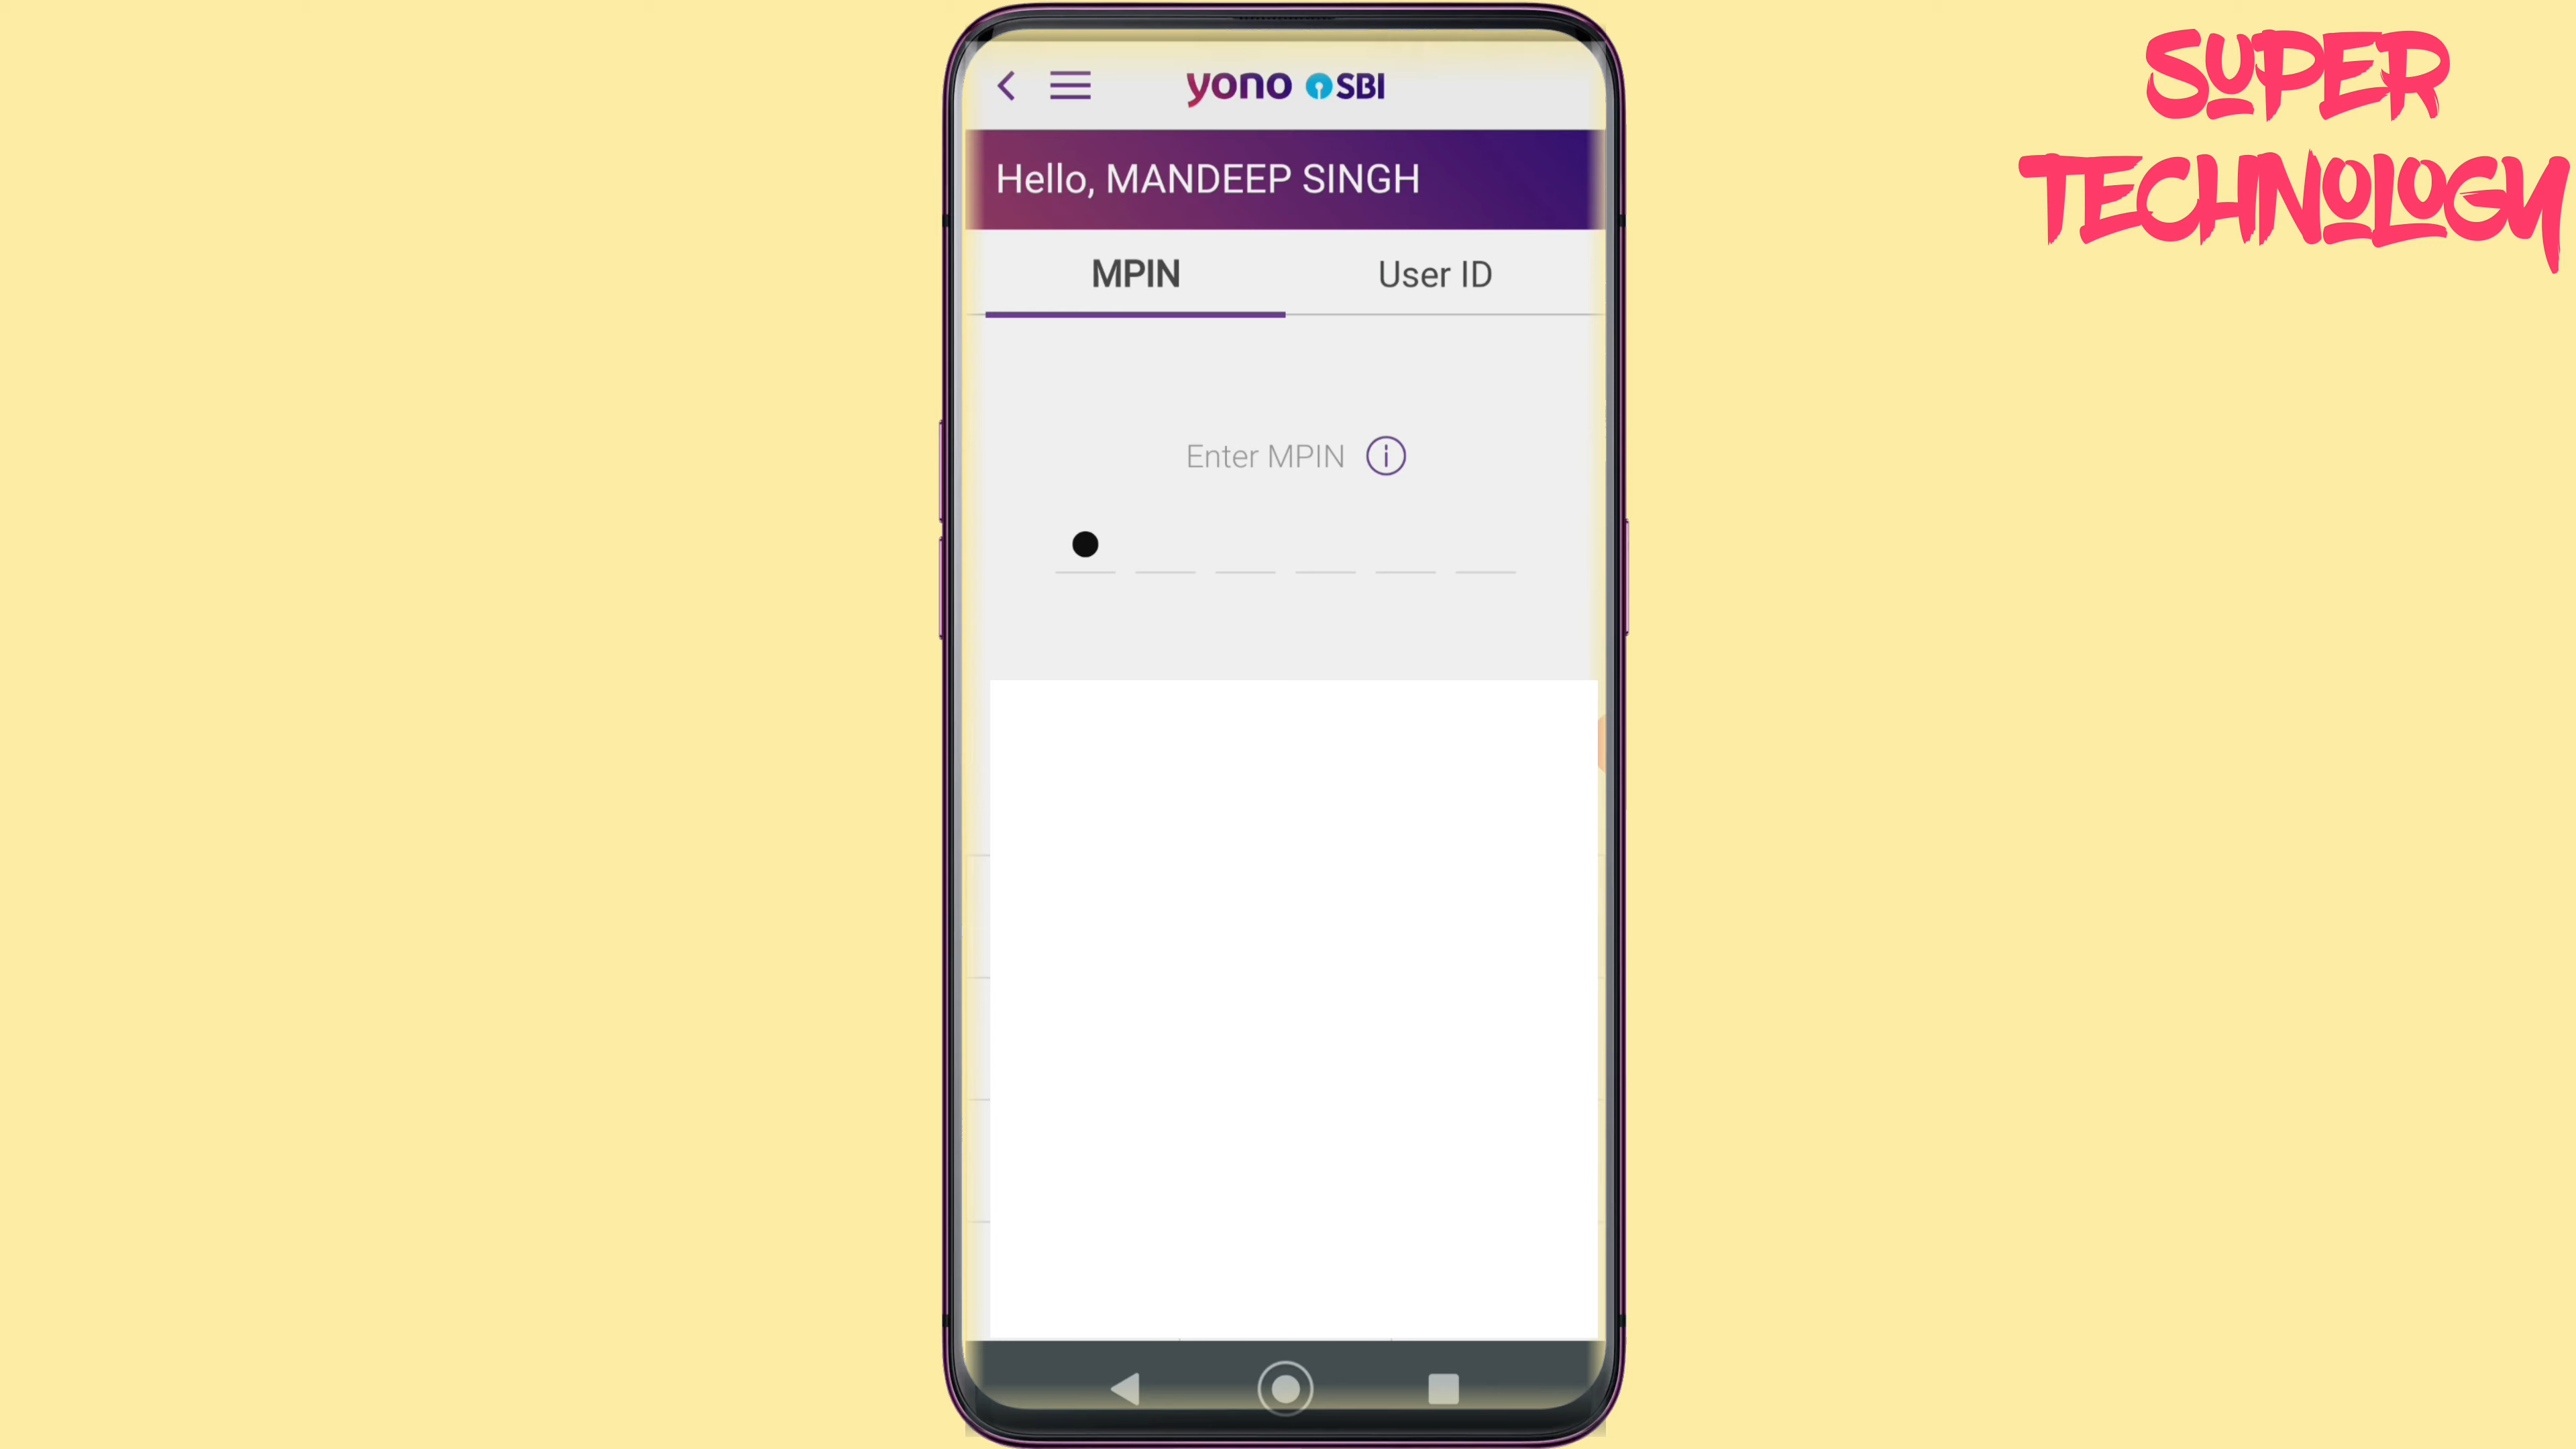 SUPER
TECHNOLOGY
yono SBI
Hello, MANDEEP SINGH
MPIN User ID
Enter MPIN